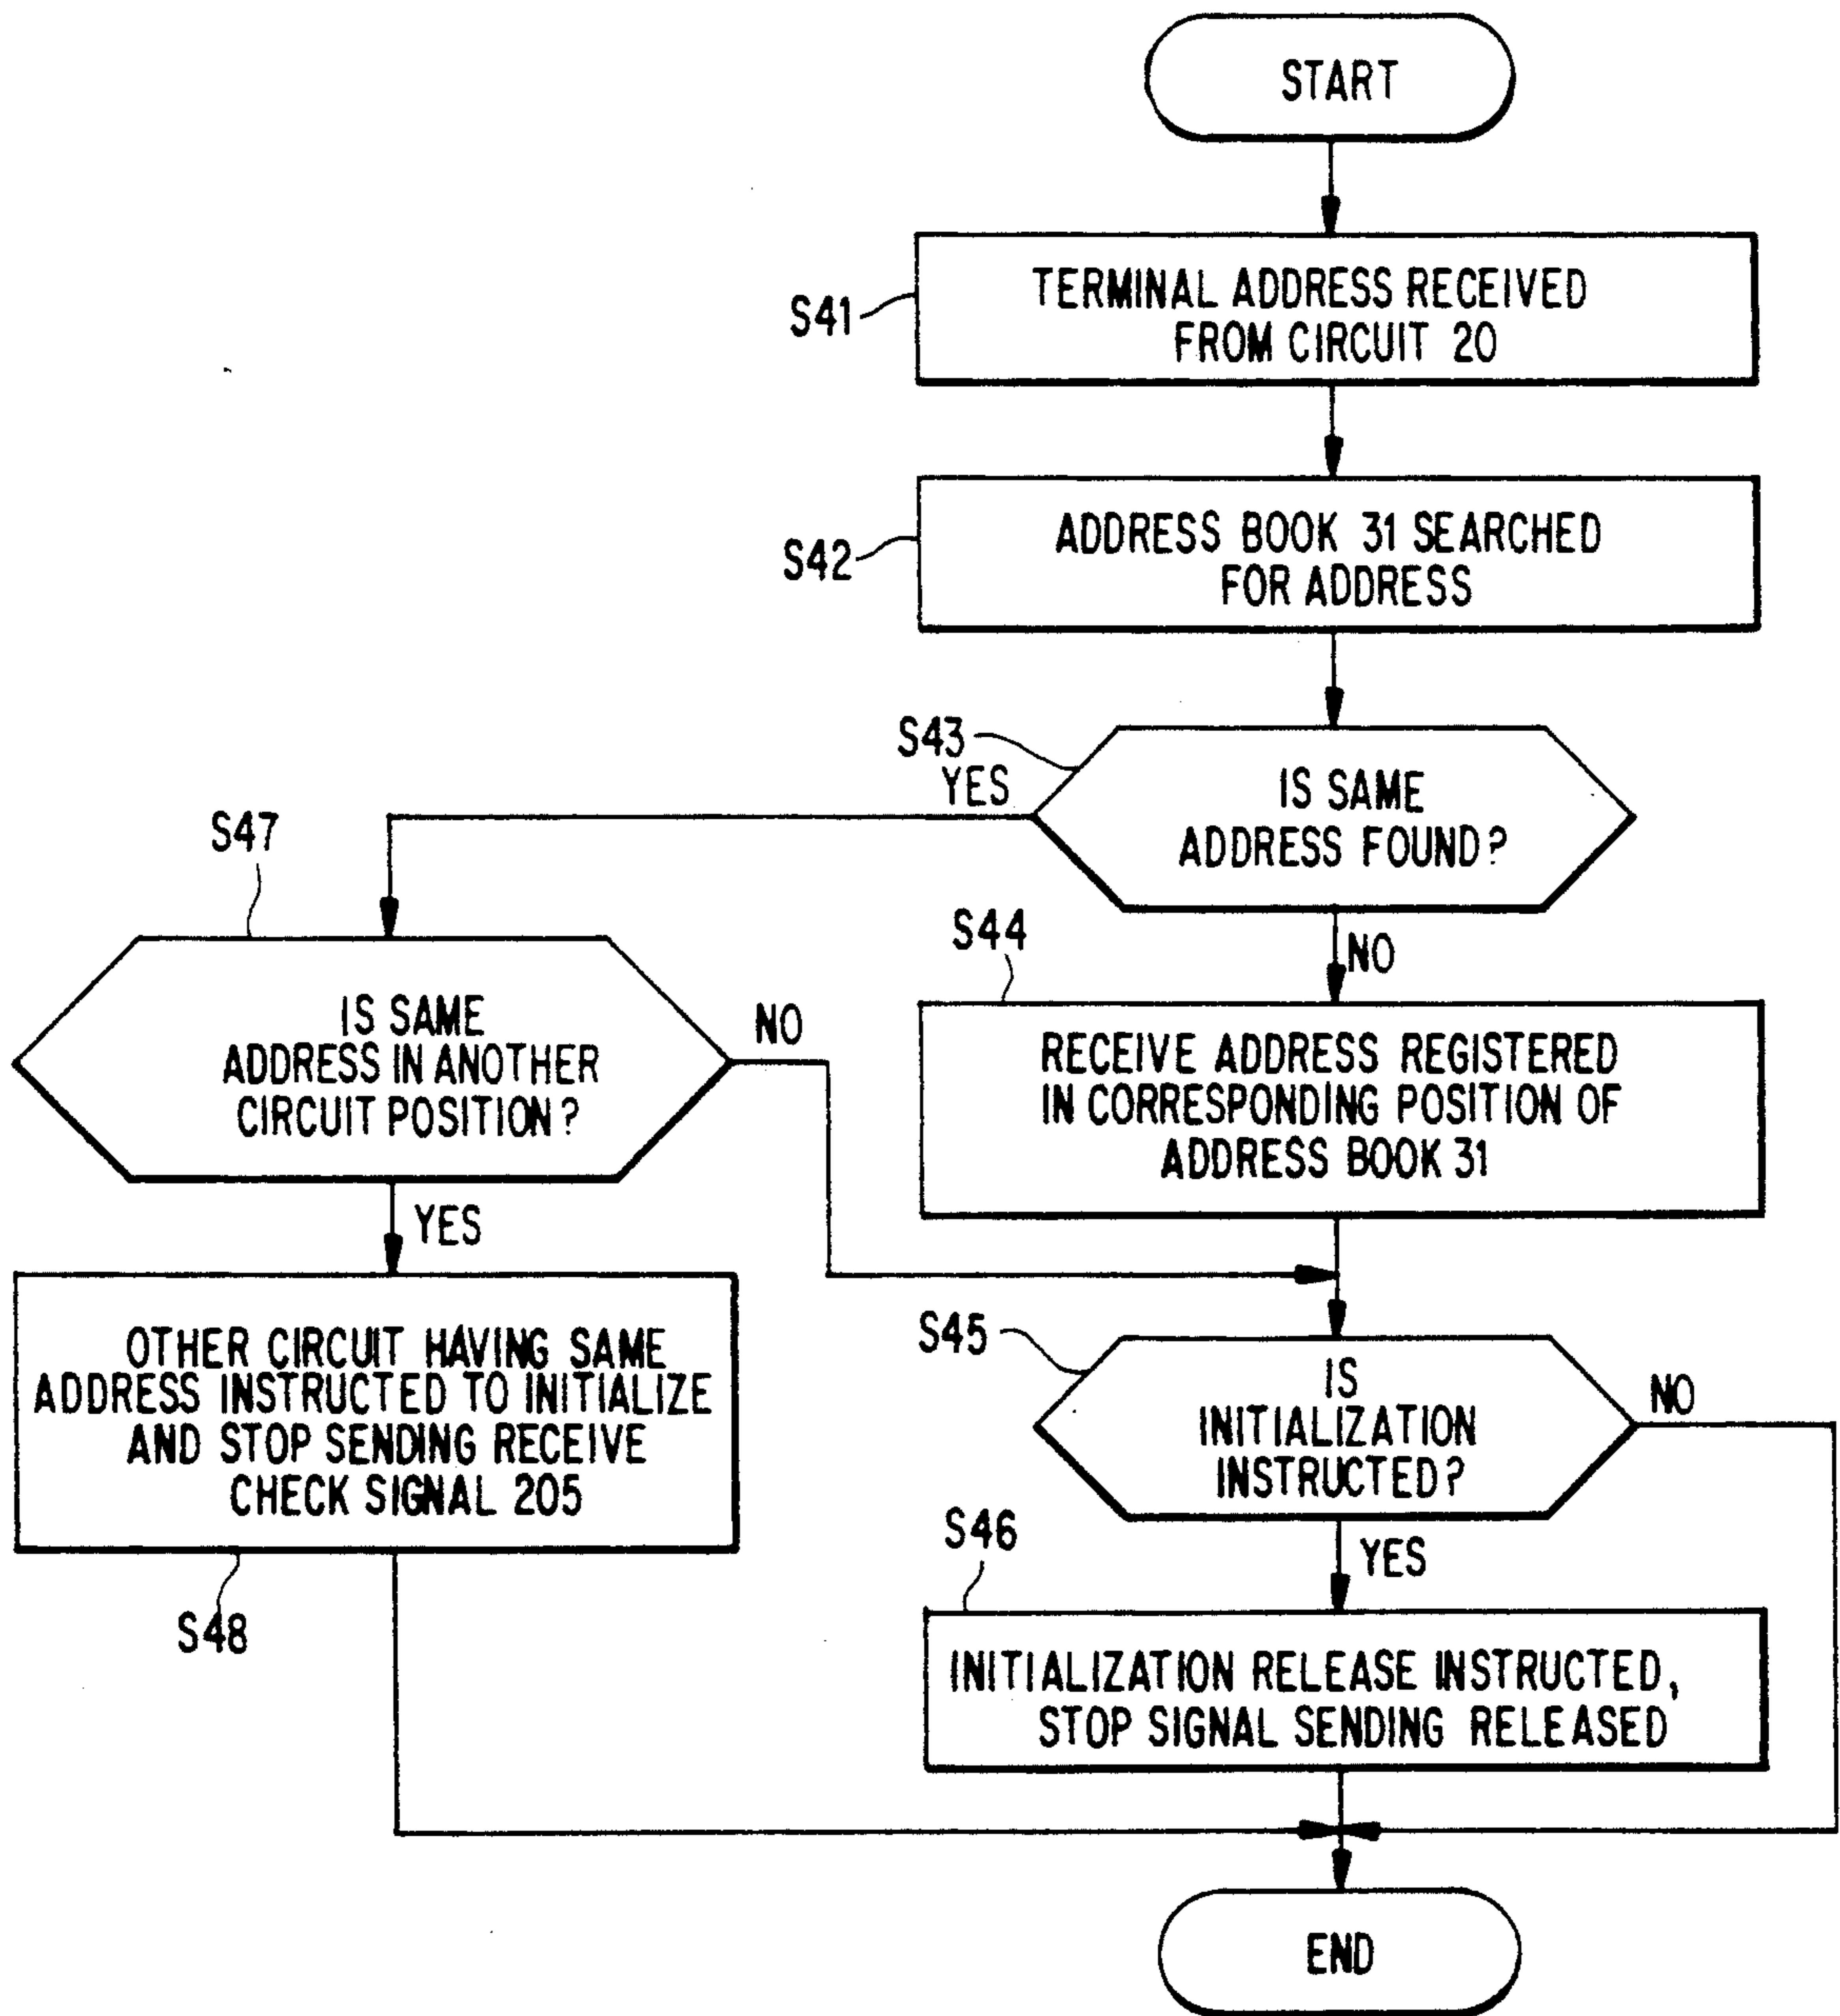 START
S41
TERMINAL ADDRESS RECEIVED
FROM CIRCUIT 20
S42
ADDRESS BOOK 31 SEARCHED
FOR ADDRESS
S43
YES
IS SAME
ADDRESS FOUND?
S47
NO
S44
IS SAME
ADDRESS IN ANOTHER
CIRCUIT POSITION?
NO
RECEIVE ADDRESS REGISTERED
IN CORRESPONDING POSITION OF
ADDRESS BOOK 31
YES
OTHER CIRCUIT HAVING SAME
ADDRESS INSTRUCTED TO INITIALIZE
AND STOP SENDING RECEIVE
CHECK SIGNAL 205
S48
S45
IS
INITIALIZATION
INSTRUCTED?
NO
YES
S46
INITIALIZATION RELEASE INSTRUCTED,
STOP SIGNAL SENDING RELEASED
END